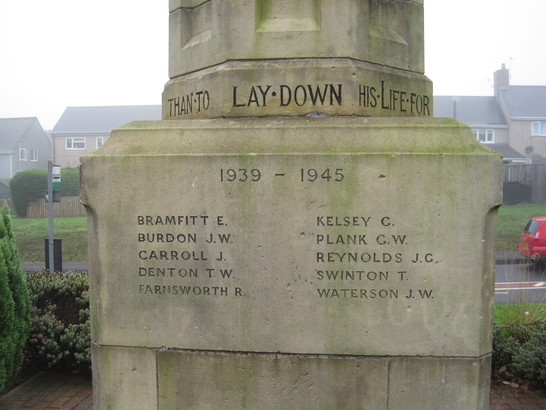 THAN·TO LAY·DOWN HIS·LIFE·FOR
1939 - 1945
BRAMFITT E.
BURDON J.W.
CARROLL J.
DENTON T.W.
FARNSWORTH R.
KELSEY G.
PLANK G.W.
REYNOLDS J.G.
SWINTON T.
WATERSON J.W.